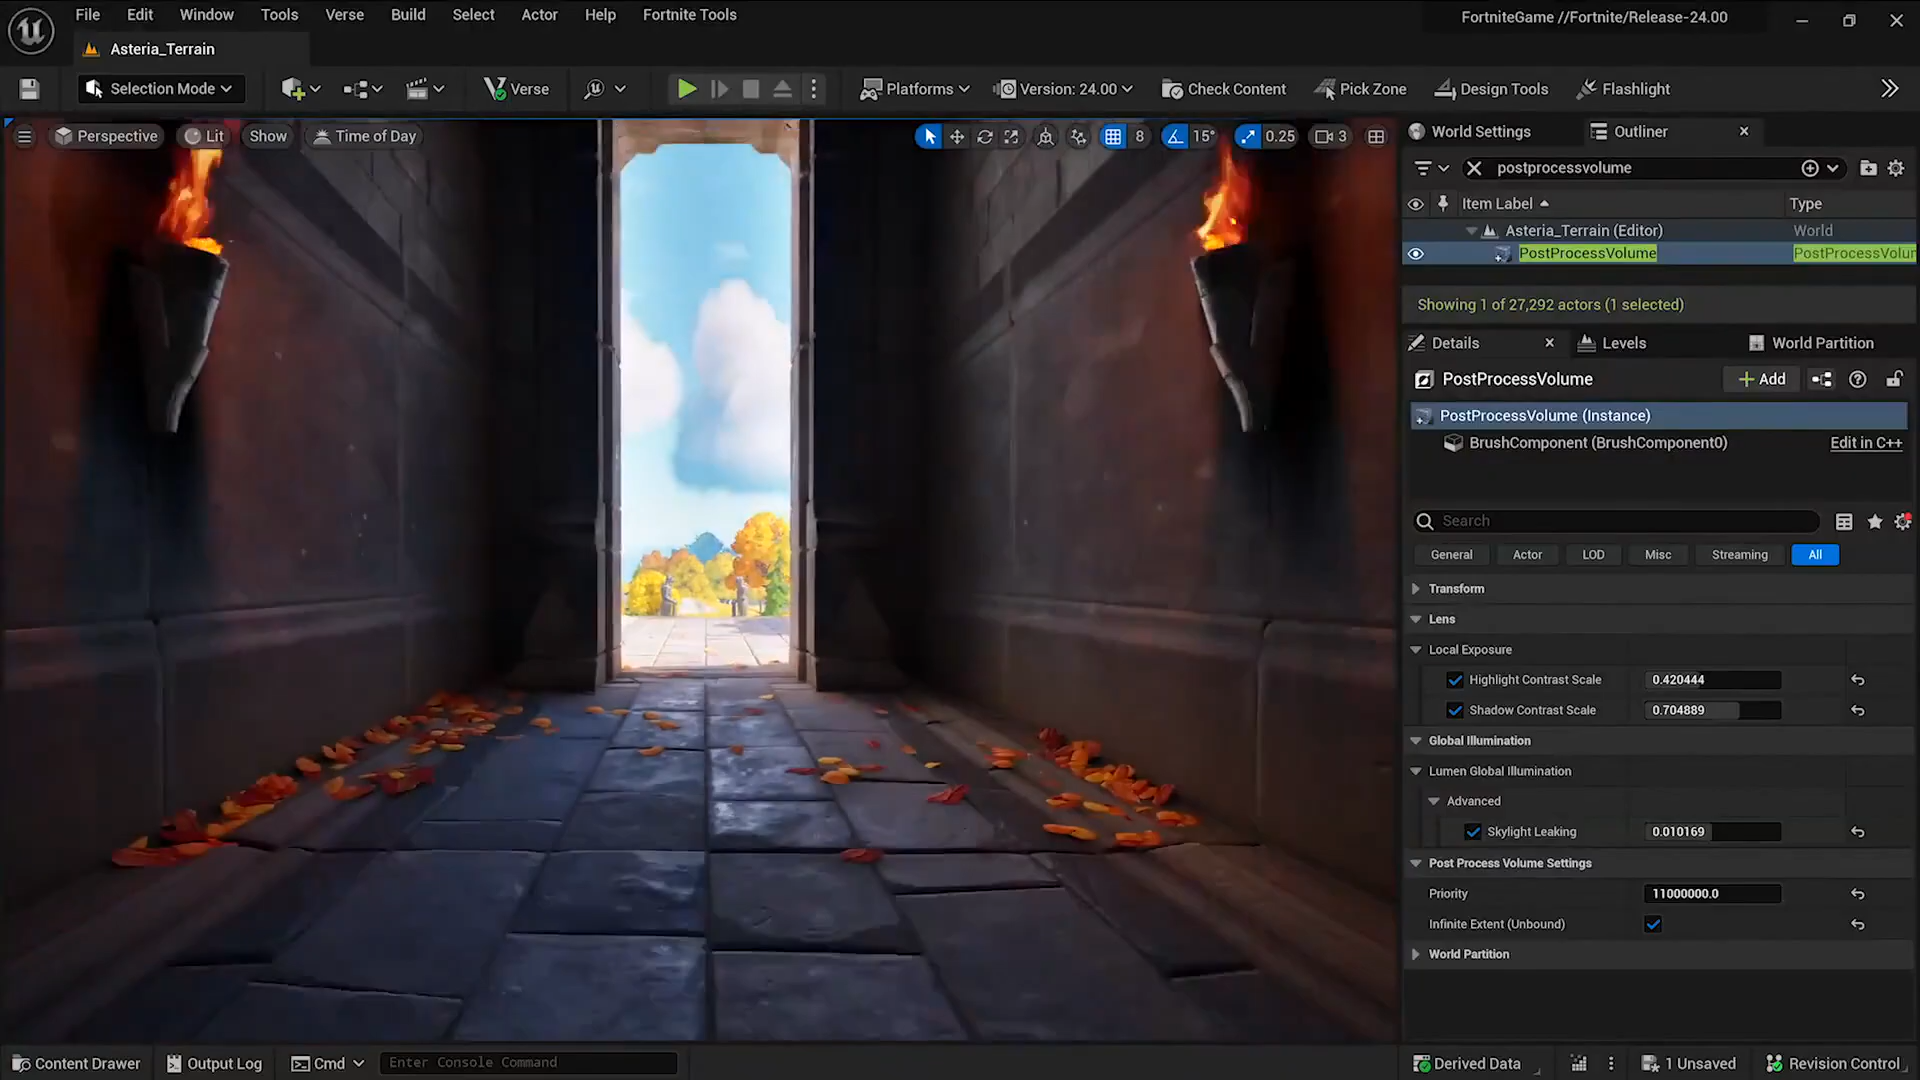 File Edit Window Tools Verse Build Select Actor Help Fortnite Tools
FortniteGame //Fortnite/Release-24.00
Asteria_Terrain
Selection Mode
Verse
Platforms
Version: 24.00
Check Content
Pick Zone
Design Tools
Flashlight
Perspective
Lit
Show
Time of Day
8
15°
0.25
3
World Settings
Outliner
postprocessvolume
Item Label
Type
Asteria_Terrain (Editor)
World
PostProcessVolume
PostProcessVolum
Showing 1 of 27,292 actors (1 selected)
Details
Levels
World Partition
PostProcessVolume
Add
PostProcessVolume (Instance)
BrushComponent (BrushComponent0)
Edit in C++
Search
General
Actor
LOD
Misc
Streaming
All
Transform
Lens
Local Exposure
Highlight Contrast Scale
0.420444
Shadow Contrast Scale
0.704889
Global Illumination
Lumen Global Illumination
Advanced
Skylight Leaking
0.010169
Post Process Volume Settings
Priority
11000000.0
Infinite Extent (Unbound)
World Partition
Content Drawer
Output Log
Cmd
Enter Console Command
Derived Data
1 Unsaved
Revision Control